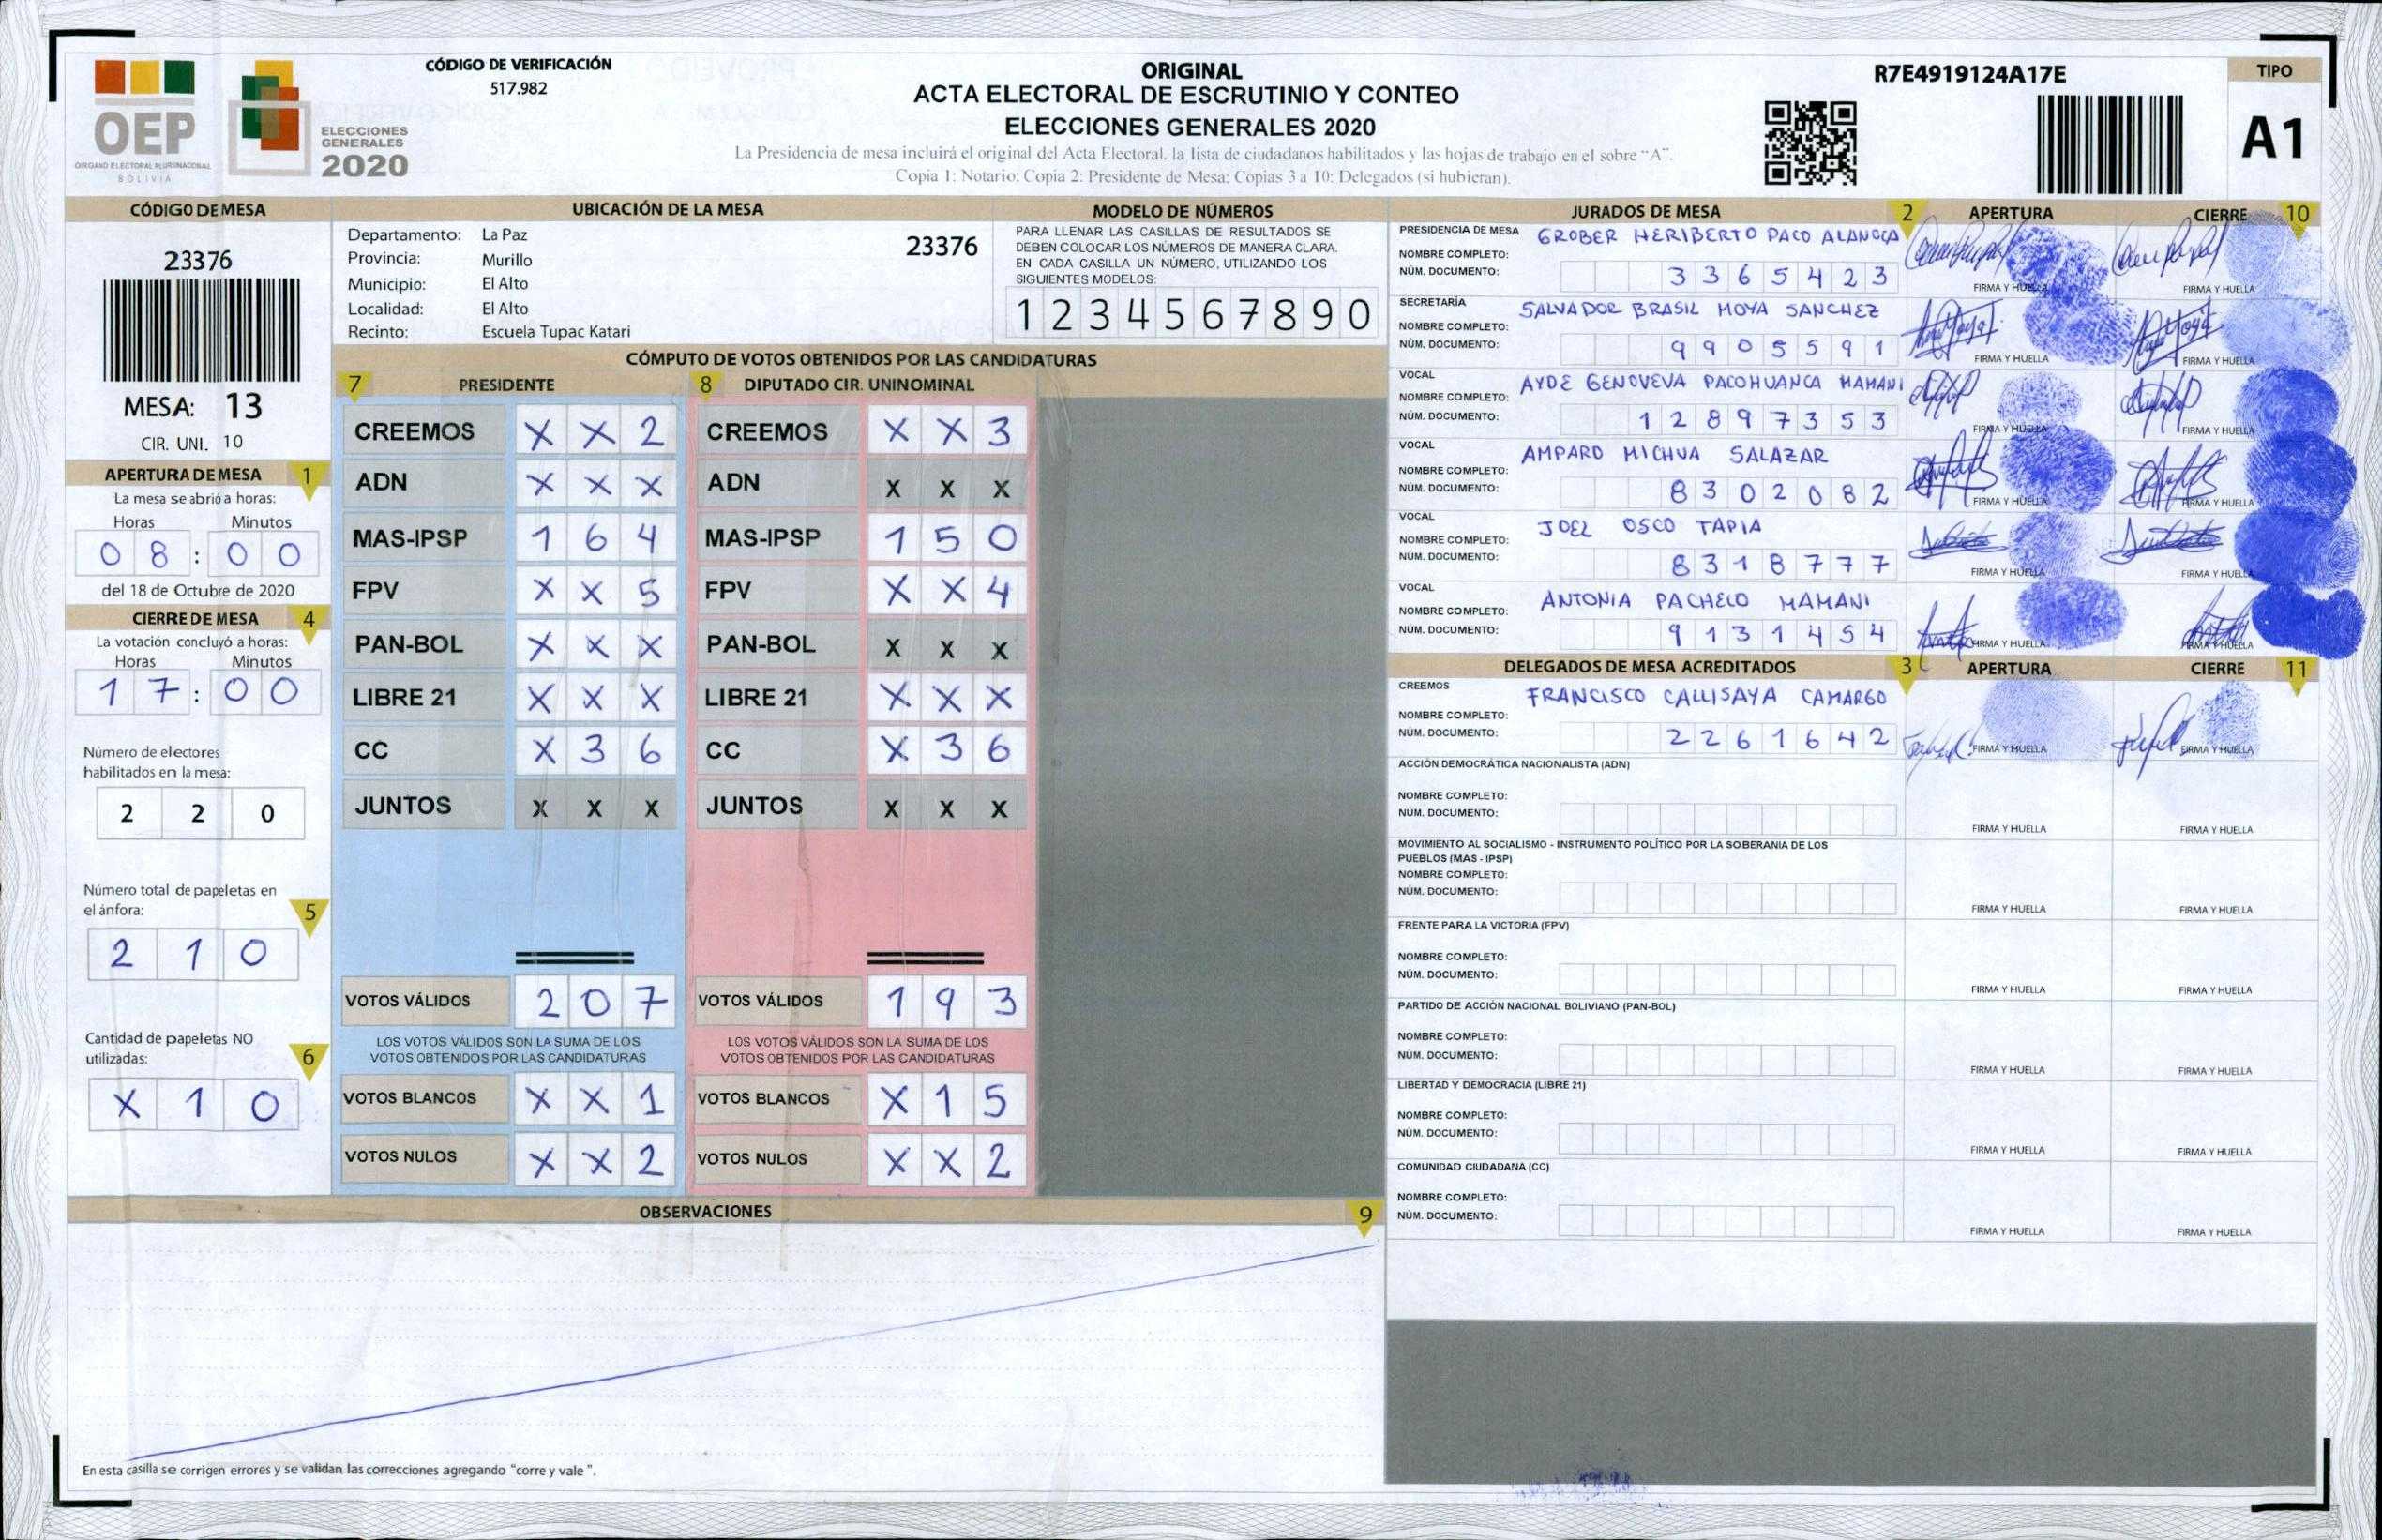 OEP
ÓRGANO ELECTORAL PLURINACIONAL
BOLIVIA
ELECCIONES
GENERALES
2020
CÓDIGO DE VERIFICACIÓN
517.982
ORIGINAL
ACTA ELECTORAL DE ESCRUTINIO Y CONTEO
ELECCIONES GENERALES 2020
La Presidencia de mesa incluirá el original del Acta Electoral, la lista de ciudadanos habilitados y las hojas de trabajo en el sobre "A".
Copia 1: Notario; Copia 2: Presidente de Mesa; Copias 3 a 10: Delegados (si hubieran).
R7E4919124A17E
TIPO
A1
CÓDIGO DE MESA
23376
MESA: 13
CIR. UNI. 10
APERTURA DE MESA 1
La mesa se abrió a horas:
Horas Minutos
0 8 : 0 0
del 18 de Octubre de 2020
CIERRE DE MESA 4
La votación concluyó a horas:
Horas Minutos
1 7 : 0 0
Número de electores
habilitados en la mesa:
2 2 0
Número total de papeletas en
el ánfora: 5
2 1 0
Cantidad de papeletas NO
utilizadas: 6
X 1 0
UBICACIÓN DE LA MESA
Departamento: La Paz 23376
Provincia: Murillo
Municipio: El Alto
Localidad: El Alto
Recinto: Escuela Tupac Katari
MODELO DE NÚMEROS
PARA LLENAR LAS CASILLAS DE RESULTADOS SE
DEBEN COLOCAR LOS NÚMEROS DE MANERA CLARA.
EN CADA CASILLA UN NÚMERO, UTILIZANDO LOS
SIGUIENTES MODELOS:
1 2 3 4 5 6 7 8 9 0
CÓMPUTO DE VOTOS OBTENIDOS POR LAS CANDIDATURAS
7 PRESIDENTE
CREEMOS X X 2
ADN X X X
MAS-IPSP 1 6 4
FPV X X 5
PAN-BOL X X X
LIBRE 21 X X X
CC X 3 6
JUNTOS X X X
VOTOS VÁLIDOS 2 0 7
LOS VOTOS VÁLIDOS SON LA SUMA DE LOS
VOTOS OBTENIDOS POR LAS CANDIDATURAS
VOTOS BLANCOS X X 1
VOTOS NULOS X X 2
8 DIPUTADO CIR. UNINOMINAL
CREEMOS X X 3
ADN X X X
MAS-IPSP 1 5 0
FPV X X 4
PAN-BOL X X X
LIBRE 21 X X X
CC X 3 6
JUNTOS X X X
VOTOS VÁLIDOS 1 9 3
LOS VOTOS VÁLIDOS SON LA SUMA DE LOS
VOTOS OBTENIDOS POR LAS CANDIDATURAS
VOTOS BLANCOS X 1 5
VOTOS NULOS X X 2
OBSERVACIONES 9
En esta casilla se corrigen errores y se validan las correcciones agregando "corre y vale ".
JURADOS DE MESA 2 APERTURA CIERRE 10
PRESIDENCIA DE MESA GROBER HERIBERTO PACO ALANOCA
NOMBRE COMPLETO:
NÚM. DOCUMENTO: 3 3 6 5 4 2 3
FIRMA Y HUELLA FIRMA Y HUELLA
SECRETARÍA SALVADOR BRASIL MOYA SANCHEZ
NOMBRE COMPLETO:
NÚM. DOCUMENTO: 9 9 0 5 5 9 1
FIRMA Y HUELLA FIRMA Y HUELLA
VOCAL AYDE GENOVEVA PACOHUANCA MAMANI
NOMBRE COMPLETO:
NÚM. DOCUMENTO: 1 2 8 9 7 3 5 3
FIRMA Y HUELLA FIRMA Y HUELLA
VOCAL AMPARO MICHUA SALAZAR
NOMBRE COMPLETO:
NÚM. DOCUMENTO: 8 3 0 2 0 8 2
FIRMA Y HUELLA FIRMA Y HUELLA
VOCAL JOEL OSCO TAPIA
NOMBRE COMPLETO:
NÚM. DOCUMENTO: 8 3 1 8 7 7 7
FIRMA Y HUELLA FIRMA Y HUELLA
VOCAL ANTONIA PACHECO MAMANI
NOMBRE COMPLETO:
NÚM. DOCUMENTO: 9 1 3 1 4 5 4
FIRMA Y HUELLA FIRMA Y HUELLA
DELEGADOS DE MESA ACREDITADOS 3 APERTURA CIERRE 11
CREEMOS FRANCISCO CALLISAYA CAMARGO
NOMBRE COMPLETO:
NÚM. DOCUMENTO: 2 2 6 1 6 4 2
FIRMA Y HUELLA FIRMA Y HUELLA
ACCIÓN DEMOCRÁTICA NACIONALISTA (ADN)
NOMBRE COMPLETO:
NÚM. DOCUMENTO:
FIRMA Y HUELLA FIRMA Y HUELLA
MOVIMIENTO AL SOCIALISMO - INSTRUMENTO POLÍTICO POR LA SOBERANIA DE LOS
PUEBLOS (MAS - IPSP)
NOMBRE COMPLETO:
NÚM. DOCUMENTO:
FIRMA Y HUELLA FIRMA Y HUELLA
FRENTE PARA LA VICTORIA (FPV)
NOMBRE COMPLETO:
NÚM. DOCUMENTO:
FIRMA Y HUELLA FIRMA Y HUELLA
PARTIDO DE ACCIÓN NACIONAL BOLIVIANO (PAN-BOL)
NOMBRE COMPLETO:
NÚM. DOCUMENTO:
FIRMA Y HUELLA FIRMA Y HUELLA
LIBERTAD Y DEMOCRACIA (LIBRE 21)
NOMBRE COMPLETO:
NÚM. DOCUMENTO:
FIRMA Y HUELLA FIRMA Y HUELLA
COMUNIDAD CIUDADANA (CC)
NOMBRE COMPLETO:
NÚM. DOCUMENTO:
FIRMA Y HUELLA FIRMA Y HUELLA